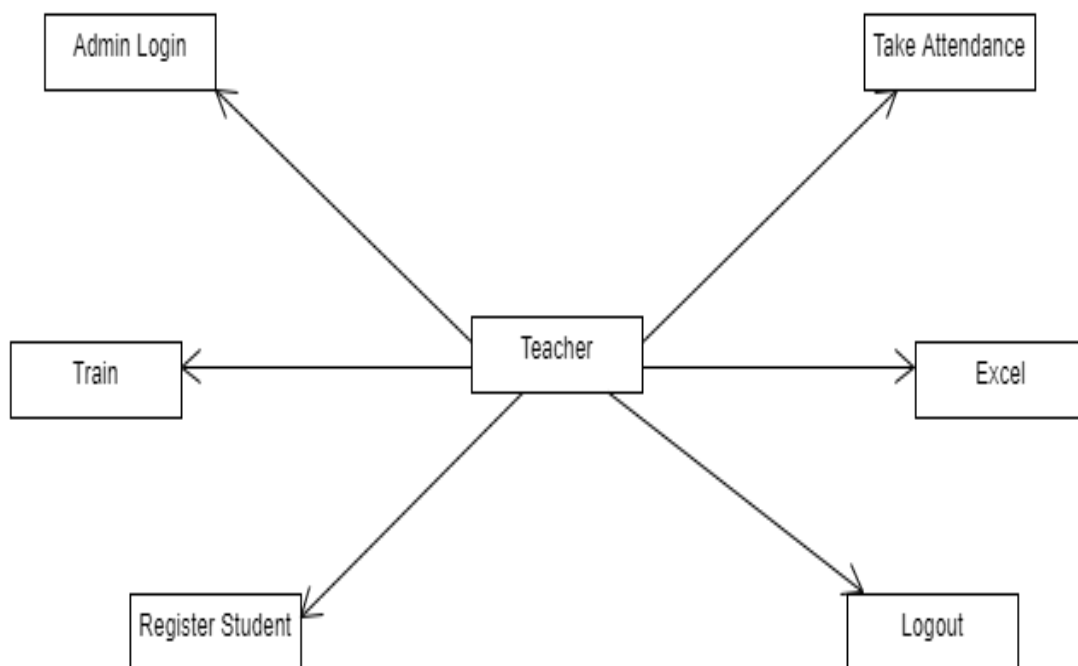 Admin Login
Take Attendance
Teacher
Train
Excel
Register Student
Logout